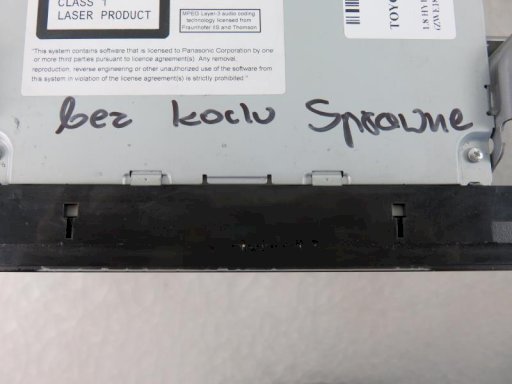 CLASS 1
LASER PRODUCT
MPEG Layer-3 audio coding
technology licensed from
Fraunhofer IIS and Thomson
"This system contains software that is licensed to Panasonic Corporation by one
or more third parties pursuant to licence agreement(s). Any removal,
reproduction, reverse engineering or other unauthorized use of the software from
this system in violation of the license agreement(s) is strictly prohibited."
bez kodu Sprawne